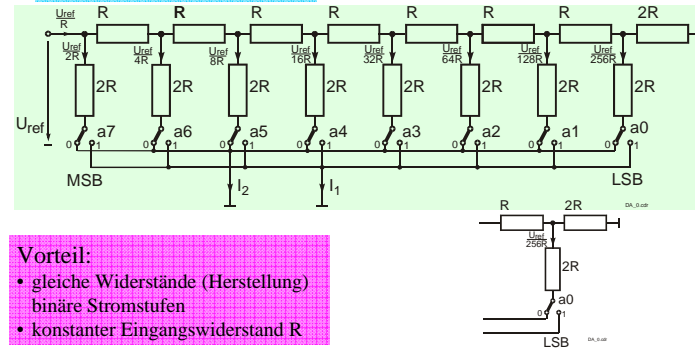 Uref
R
R R R R R R R 2R
Uref Uref Uref Uref Uref Uref Uref Uref
2R 4R 8R 16R 32R 64R 128R 256R
2R 2R 2R 2R 2R 2R 2R 2R
Uref
a7 a6 a5 a4 a3 a2 a1 a0
0 1 0 1 0 1 0 1 0 1 0 1 0 1 0 1
MSB I2 I1 LSB
R 2R DA_0.cdr
Uref
256R
2R
a0
0 1
LSB DA_0.cdr
Vorteil:
• gleiche Widerstände (Herstellung)
binäre Stromstufen
• konstanter Eingangswiderstand R